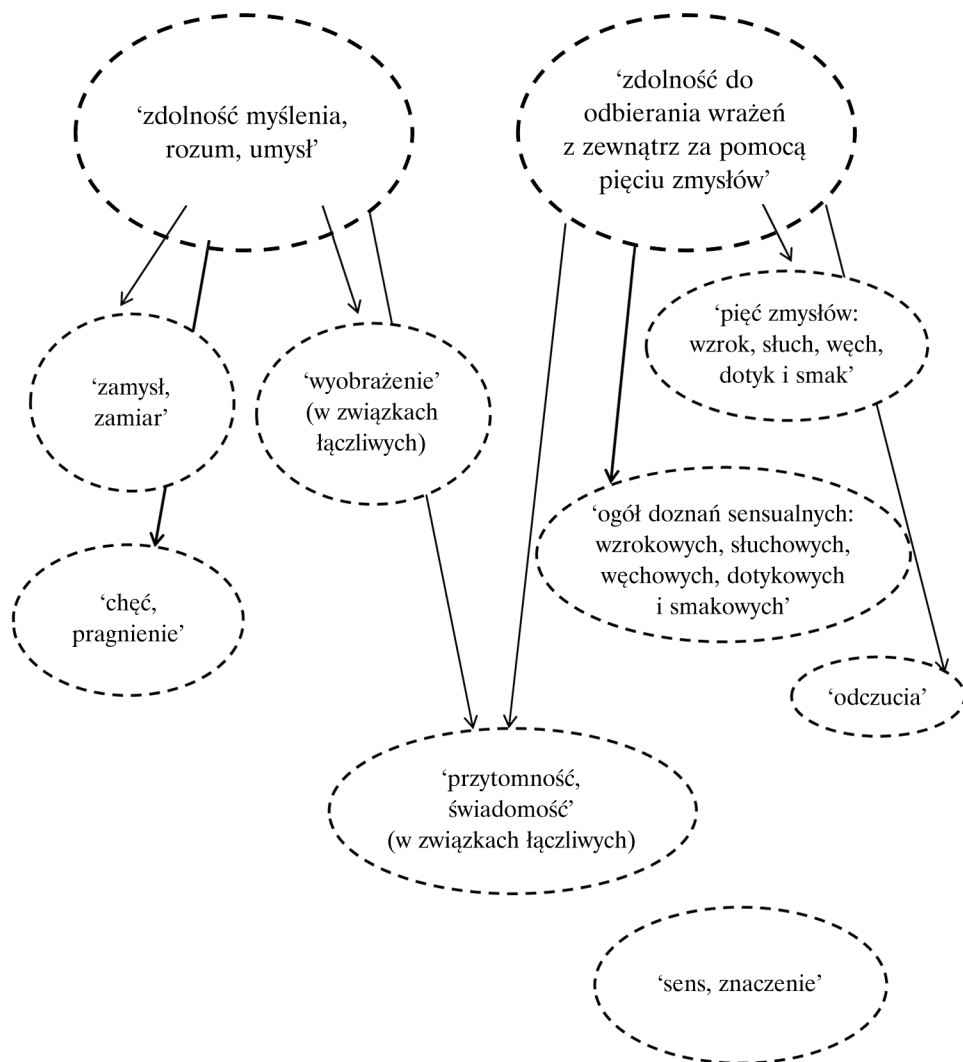 ‘zdolność myślenia,
rozum, umysł’
‘zdolność do
odbierania wrażeń
z zewnątrz za pomocą
pięciu zmysłów’
‘pięć zmysłów:
wzrok, słuch, węch,
dotyk i smak’
‘zamysł,
zamiar’
‘wyobrażenie’
(w związkach
łączliwych)
‘ogół doznań sensualnych:
wzrokowych, słuchowych,
węchowych, dotykowych
i smakowych’
‘chęć,
pragnienie’
‘odczucia’
‘przytomność,
świadomość’
(w związkach łączliwych)
‘sens, znaczenie’